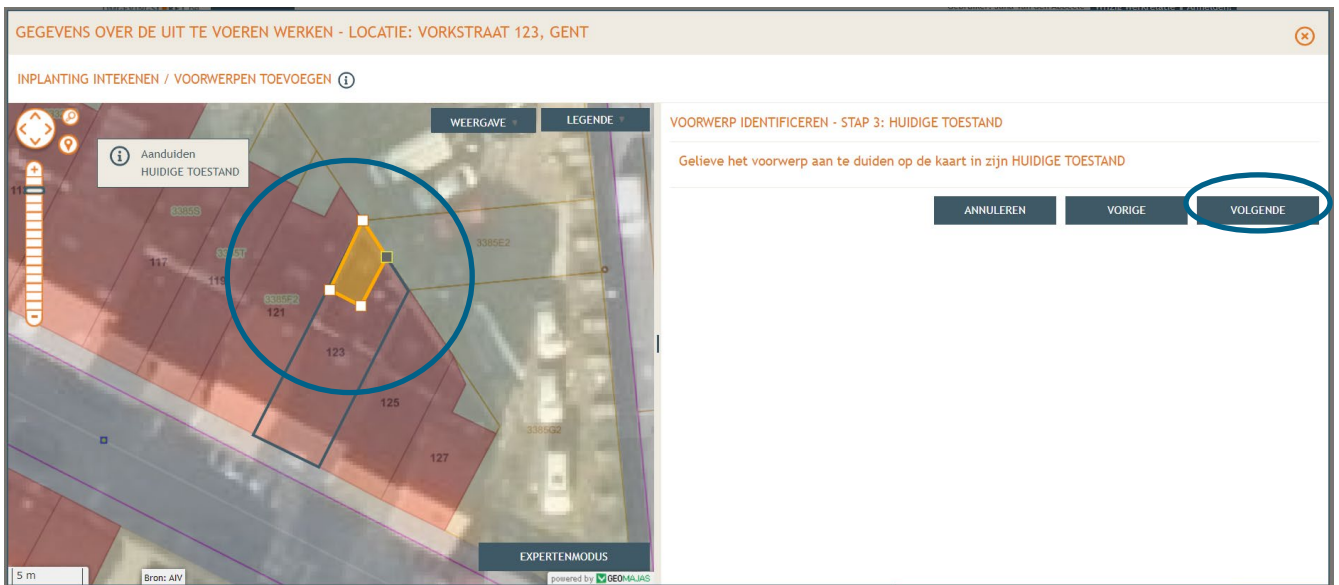 GEGEVENS OVER DE UIT TE VOEREN WERKEN - LOCATIE: VORKSTRAAT 123, GENT
INPLANTING INTEKENEN / VOORWERPEN TOEVOEGEN
WEERGAVE
LEGENDE
Aanduiden
HUIDIGE TOESTAND
11
3385S
117
119
3385F2
121
123
125
127
3385E2
3385G2
EXPERTENMODUS
5 m
Bron: AIV
powered by GEOMAJAS
VOORWERP IDENTIFICEREN - STAP 3: HUIDIGE TOESTAND
Gelieve het voorwerp aan te duiden op de kaart in zijn HUIDIGE TOESTAND
ANNULEREN
VORIGE
VOLGENDE